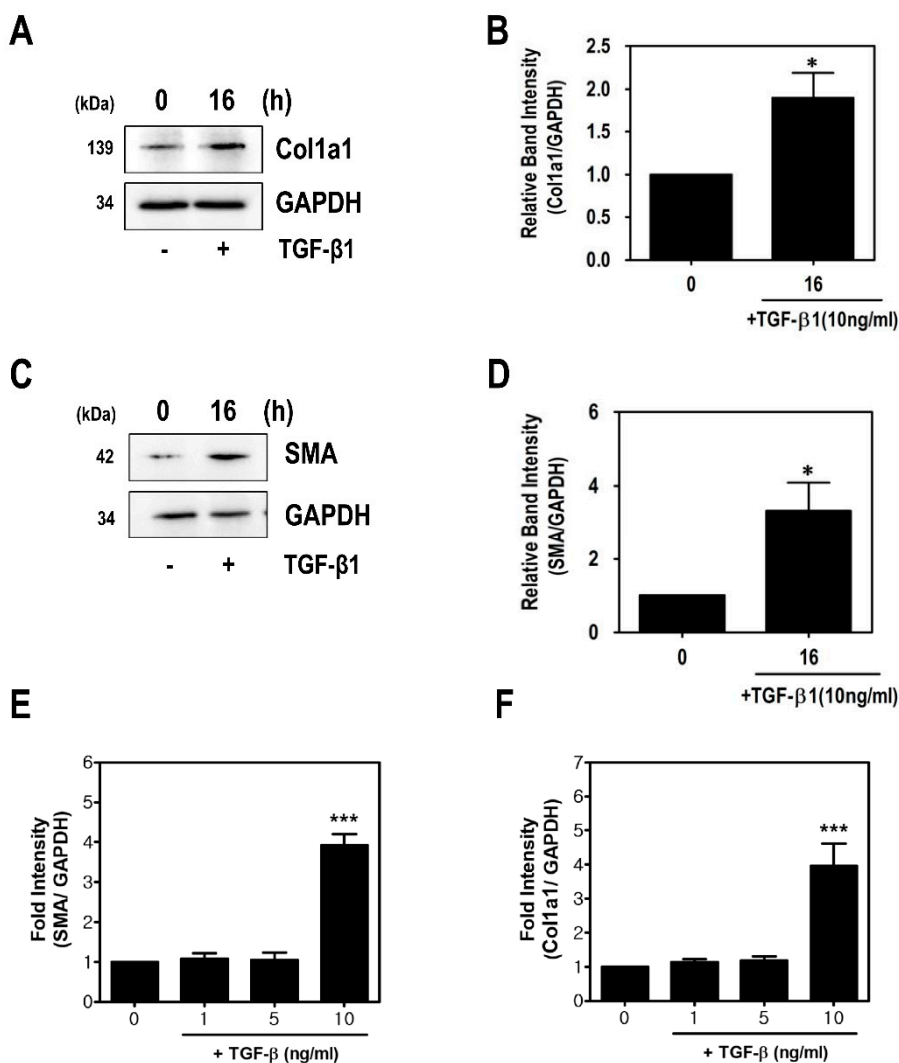 A
(kDa) 0 16 (h)
139 Col1a1
34 GAPDH
- + TGF-β1
B
Relative Band Intensity
(Col1a1/GAPDH)
2.5
2.0
1.5
1.0
0.5
0.0
*
0 16
+TGF-β1(10ng/ml)
C
(kDa) 0 16 (h)
42 SMA
34 GAPDH
- + TGF-β1
D
Relative Band Intensity
(SMA/GAPDH)
6
4
2
0
*
0 16
+TGF-β1(10ng/ml)
E
Fold Intensity
(SMA/ GAPDH)
6
5
4
3
2
1
0
***
0 1 5 10
+ TGF-β (ng/ml)
F
Fold Intensity
(Col1a1/ GAPDH)
7
6
5
4
3
2
1
0
***
0 1 5 10
+ TGF-β (ng/ml)